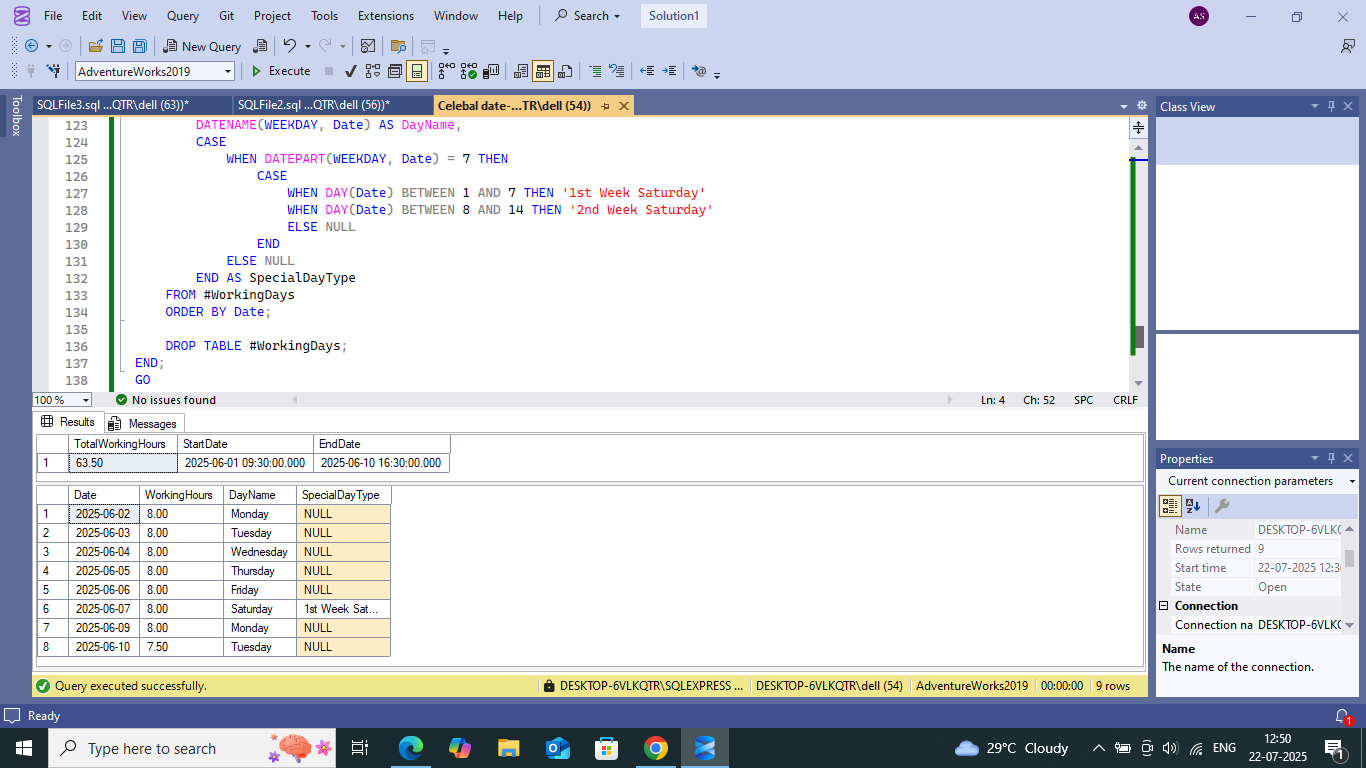 File Edit View Query Git Project Tools Extensions Window Help Search Solution1 AS
New Query
AdventureWorks2019 Execute
Toolbox
SQLFile3.sql ...QTR\dell (63))* SQLFile2.sql ...QTR\dell (56))* Celebal date-...TR\dell (54))
123 DATENAME(WEEKDAY, Date) AS DayName,
124 CASE
125 WHEN DATEPART(WEEKDAY, Date) = 7 THEN
126 CASE
127 WHEN DAY(Date) BETWEEN 1 AND 7 THEN '1st Week Saturday'
128 WHEN DAY(Date) BETWEEN 8 AND 14 THEN '2nd Week Saturday'
129 ELSE NULL
130 END
131 ELSE NULL
132 END AS SpecialDayType
133 FROM #WorkingDays
134 ORDER BY Date;
135
136 DROP TABLE #WorkingDays;
137 END;
138 GO
100 % No issues found Ln: 4 Ch: 52 SPC CRLF
Results Messages
TotalWorkingHours StartDate EndDate
1 63.50 2025-06-01 09:30:00.000 2025-06-10 16:30:00.000
Date WorkingHours DayName SpecialDayType
1 2025-06-02 8.00 Monday NULL
2 2025-06-03 8.00 Tuesday NULL
3 2025-06-04 8.00 Wednesday NULL
4 2025-06-05 8.00 Thursday NULL
5 2025-06-06 8.00 Friday NULL
6 2025-06-07 8.00 Saturday 1st Week Sat...
7 2025-06-09 8.00 Monday NULL
8 2025-06-10 7.50 Tuesday NULL
Query executed successfully. DESKTOP-6VLKQTR\SQLEXPRESS ... DESKTOP-6VLKQTR\dell (54) AdventureWorks2019 00:00:00 9 rows
Class View
Properties
Current connection parameters
Name DESKTOP-6VLKQ
Rows returned 9
Start time 22-07-2025 12:3
State Open
Connection
Connection na DESKTOP-6VLKQ
Name
The name of the connection.
Ready 1
Type here to search 29°C Cloudy ENG 12:50
22-07-2025 1